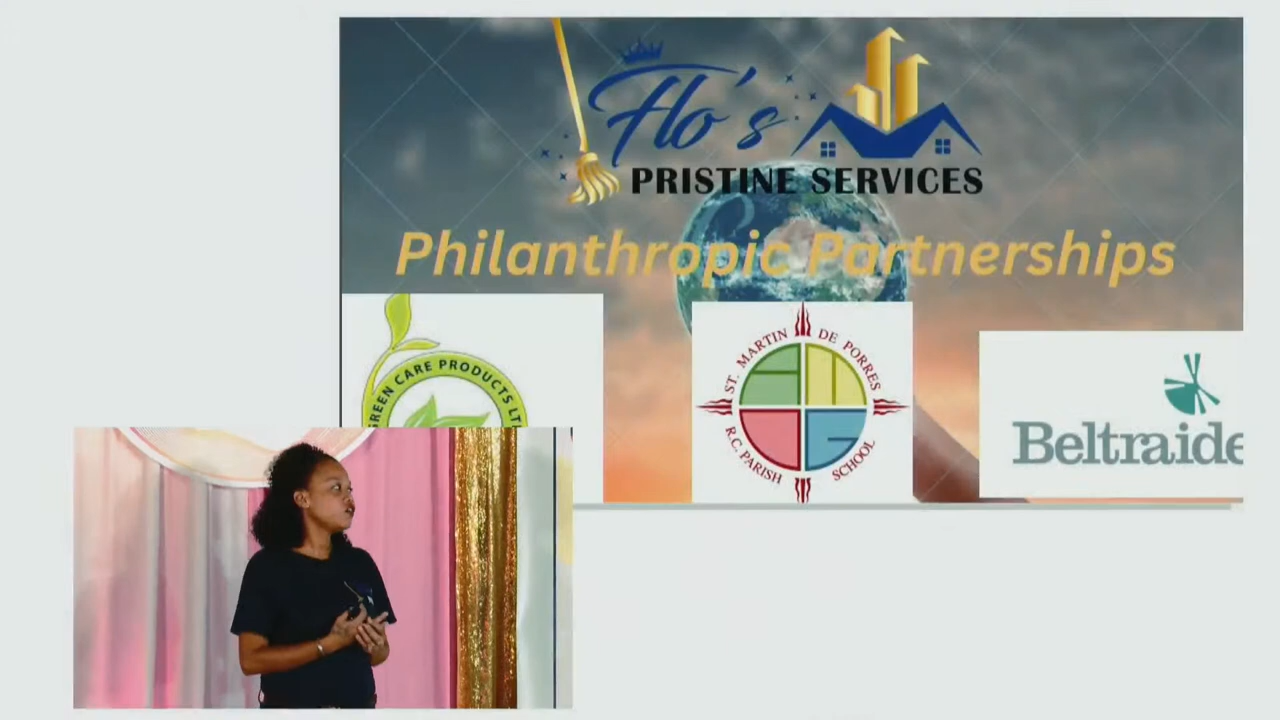 Flo's
PRISTINE SERVICES
Philanthropic Partnerships
GREEN CARE PRODUCTS LT
ST. MARTIN DE PORRES
R.C. PARISH SCHOOL
Beltraide